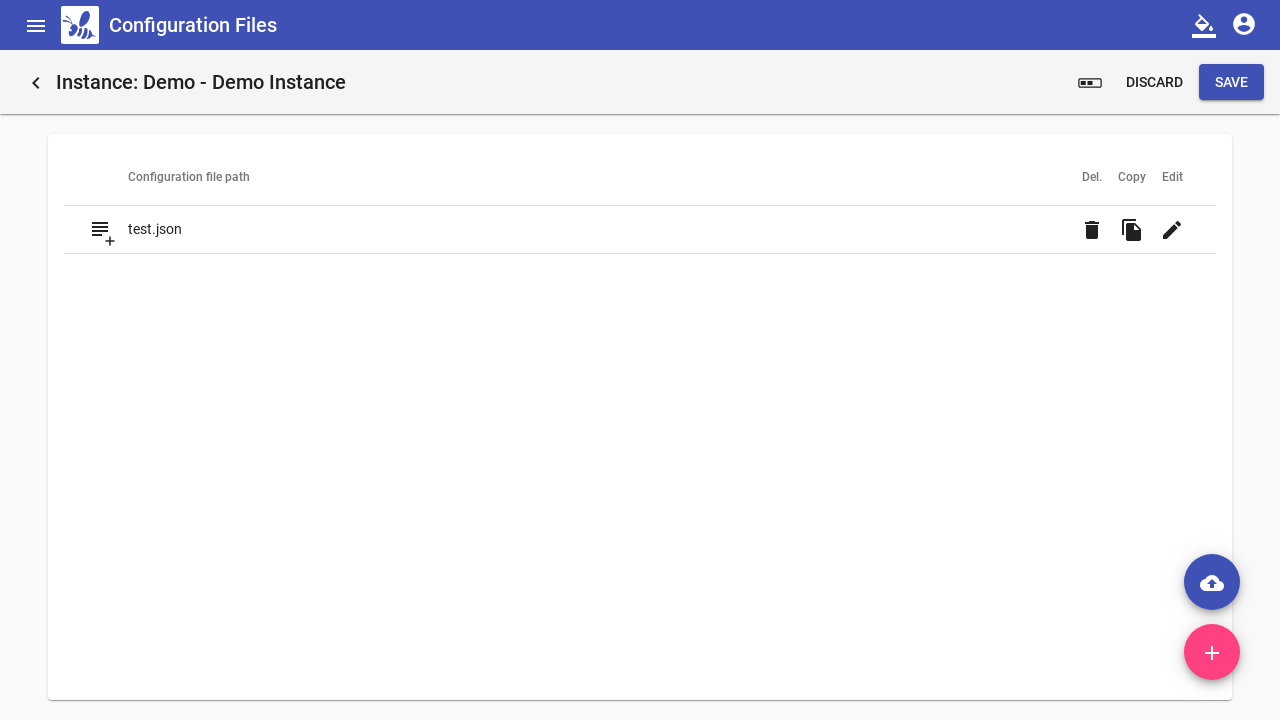 Configuration Files
Instance: Demo - Demo Instance
DISCARD
SAVE
Configuration file path
Del.
Copy
Edit
test.json